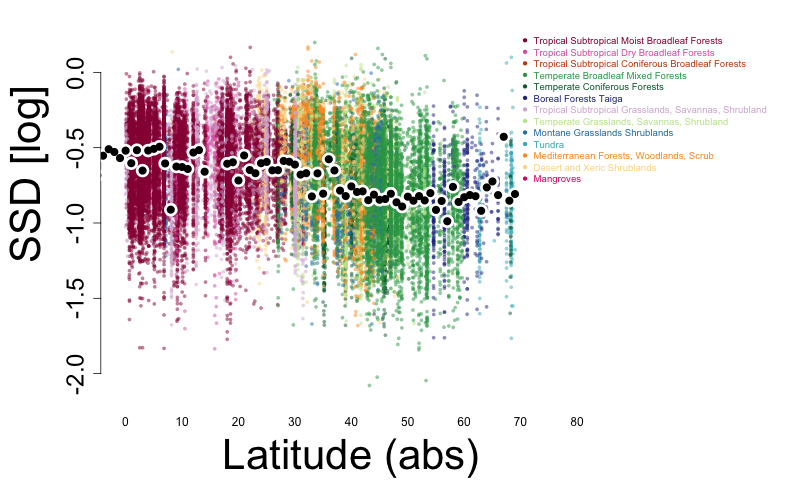 SSD [log]
0.0
-0.5
-1.0
-1.5
-2.0
0 10 20 30 40 50 60 70 80
Latitude (abs)
Tropical Subtropical Moist Broadleaf Forests
Tropical Subtropical Dry Broadleaf Forests
Tropical Subtropical Coniferous Broadleaf Forests
Temperate Broadleaf Mixed Forests
Temperate Coniferous Forests
Boreal Forests Taiga
Tropical Subtropical Grasslands, Savannas, Shrubland
Temperate Grasslands, Savannas, Shrubland
Montane Grasslands Shrublands
Tundra
Mediterranean Forests, Woodlands, Scrub
Desert and Xeric Shrublands
Mangroves